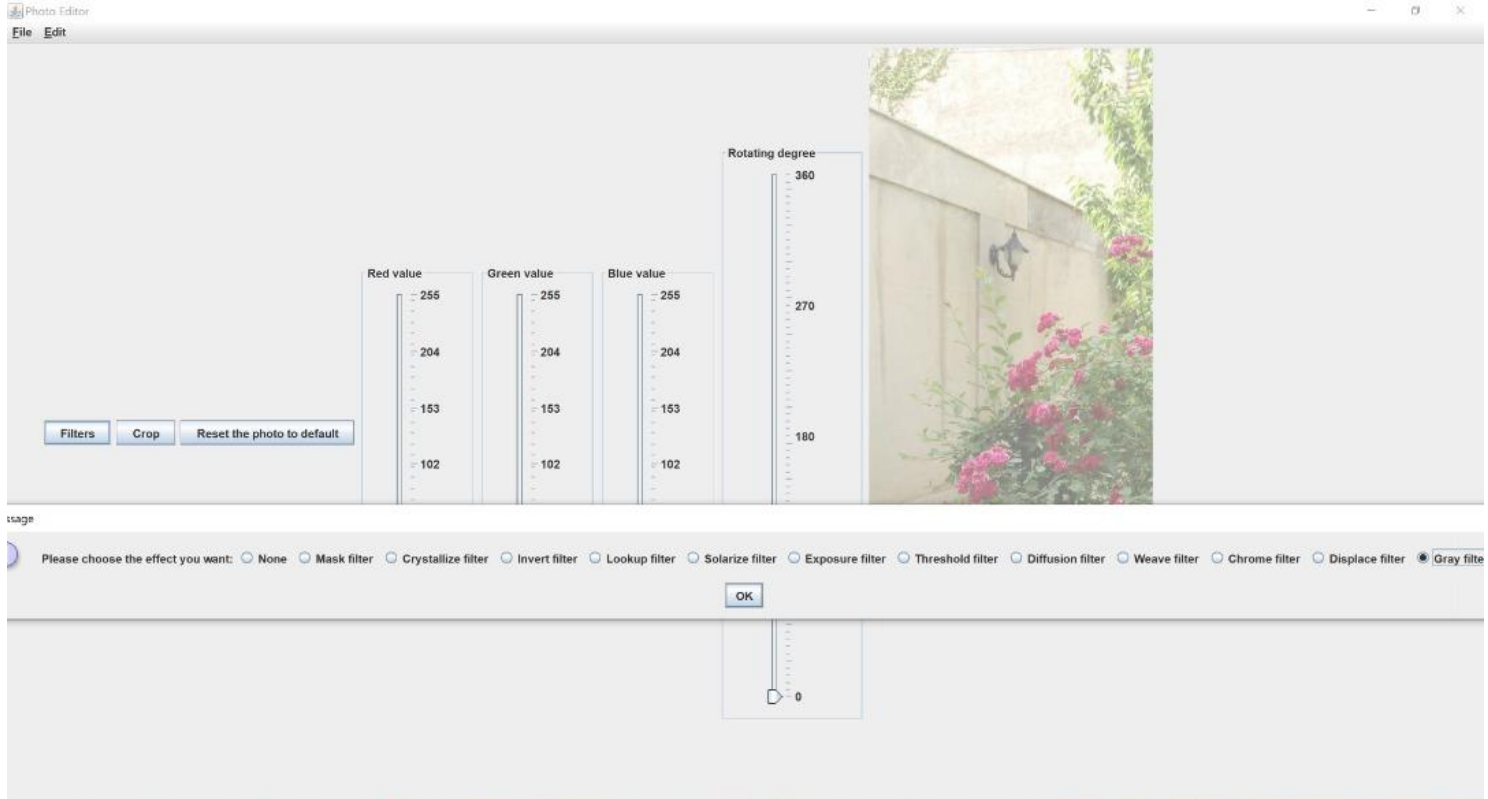 Photo Editor
File Edit
Rotating degree
360
270
180
0
Red value
255
204
153
102
Green value
255
204
153
102
Blue value
255
204
153
102
Filters Crop Reset the photo to default
ssage
Please choose the effect you want: None Mask filter Crystallize filter Invert filter Lookup filter Solarize filter Exposure filter Threshold filter Diffusion filter Weave filter Chrome filter Displace filter Gray filte
OK